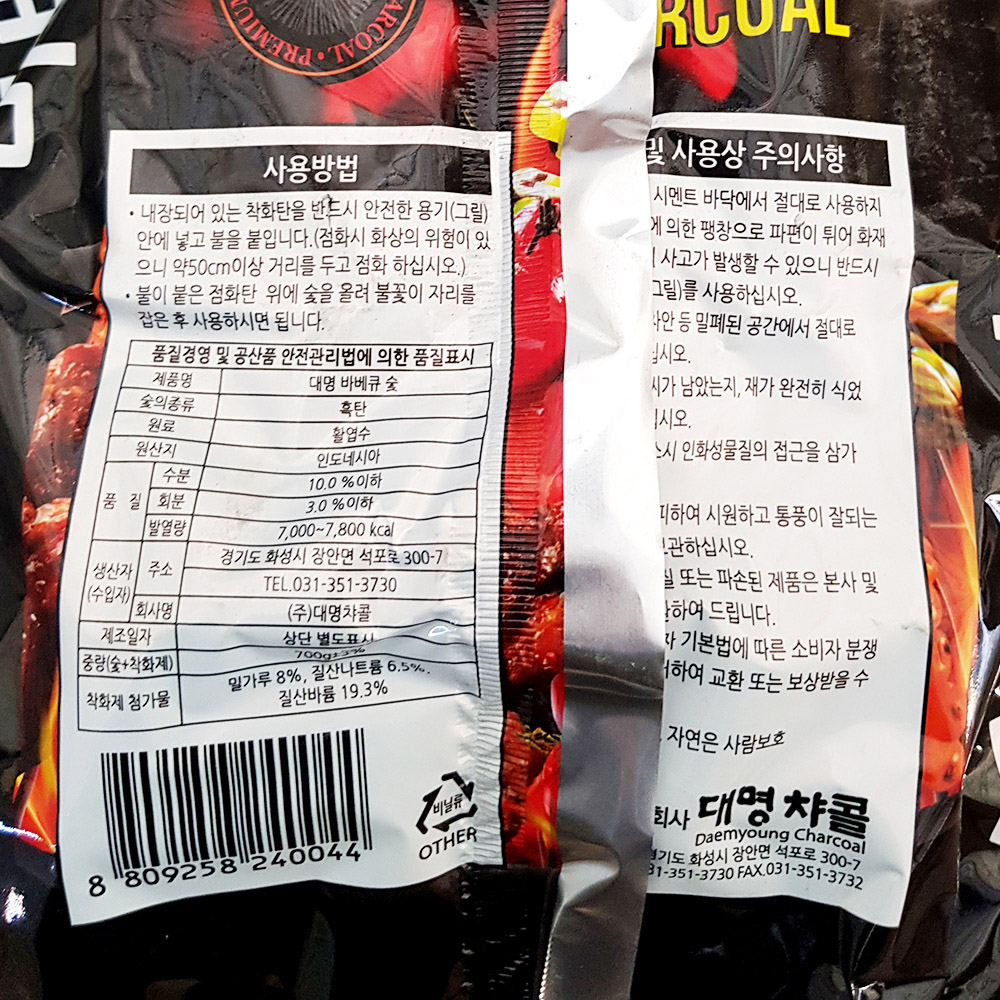 CHARCOAL • PREMIUM
RCOAL
사용방법
• 내장되어 있는 착화탄을 반드시 안전한 용기(그릴)
안에 넣고 불을 붙입니다.(점화시 화상의 위험이 있
으니 약50cm이상 거리를 두고 점화 하십시오.)
• 불이 붙은 점화탄 위에 숯을 올려 불꽃이 자리를
잡은 후 사용하시면 됩니다.
품질경영 및 공산품 안전관리법에 의한 품질표시
제품명 대명 바베큐 숯
숯의종류 흑탄
원료 활엽수
원산지 인도네시아
품 질 수분 10.0 %이하
회분 3.0 %이하
발열량 7,000~7,800 kcal
생산자 (수입자) 주소 경기도 화성시 장안면 석포로 300-7
TEL.031-351-3730
회사명 (주)대명챠콜
제조일자 상단 별도표시
중량(숯+착화제) 700g±3%
착화제 첨가물 밀가루 8%, 질산나트륨 6.5%.
질산바륨 19.3%
8 809258 240044
비닐류
OTHER
및 사용상 주의사항
시멘트 바닥에서 절대로 사용하지
에 의한 팽창으로 파편이 튀어 화재
사고가 발생할 수 있으니 반드시
그릴)를 사용하십시오.
안 등 밀폐된 공간에서 절대로
십시오.
가 남았는지, 재가 완전히 식었
십시오.
시 인화성물질의 접근을 삼가
피하여 시원하고 통풍이 잘되는
보관하십시오.
실 또는 파손된 제품은 본사 및
하여 드립니다.
자 기본법에 따른 소비자 분쟁
하여 교환 또는 보상받을 수
자연은 사람보호
회사 대명 챠콜
Daemyoung Charcoal
경기도 화성시 장안면 석포로 300-7
31-351-3730 FAX.031-351-3732